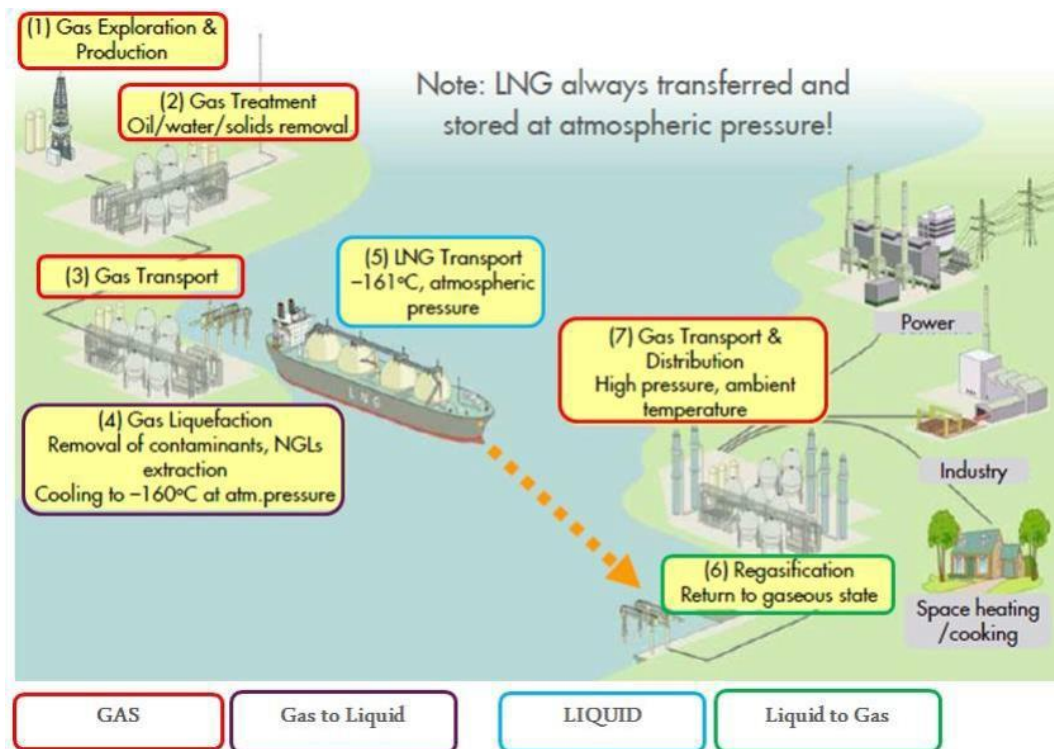 (1) Gas Exploration &
Production
(2) Gas Treatment
Oil/water/solids removal
Note: LNG always transferred and
stored at atmospheric pressure!
(3) Gas Transport
(5) LNG Transport
–161°C, atmospheric
pressure
LNG
(4) Gas Liquefaction
Removal of contaminants, NGLs
extraction
Cooling to –160°C at atm.pressure
Power
(7) Gas Transport &
Distribution
High pressure, ambient
temperature
Industry
(6) Regasification
Return to gaseous state
Space heating
/cooking
GAS
Gas to Liquid
LIQUID
Liquid to Gas